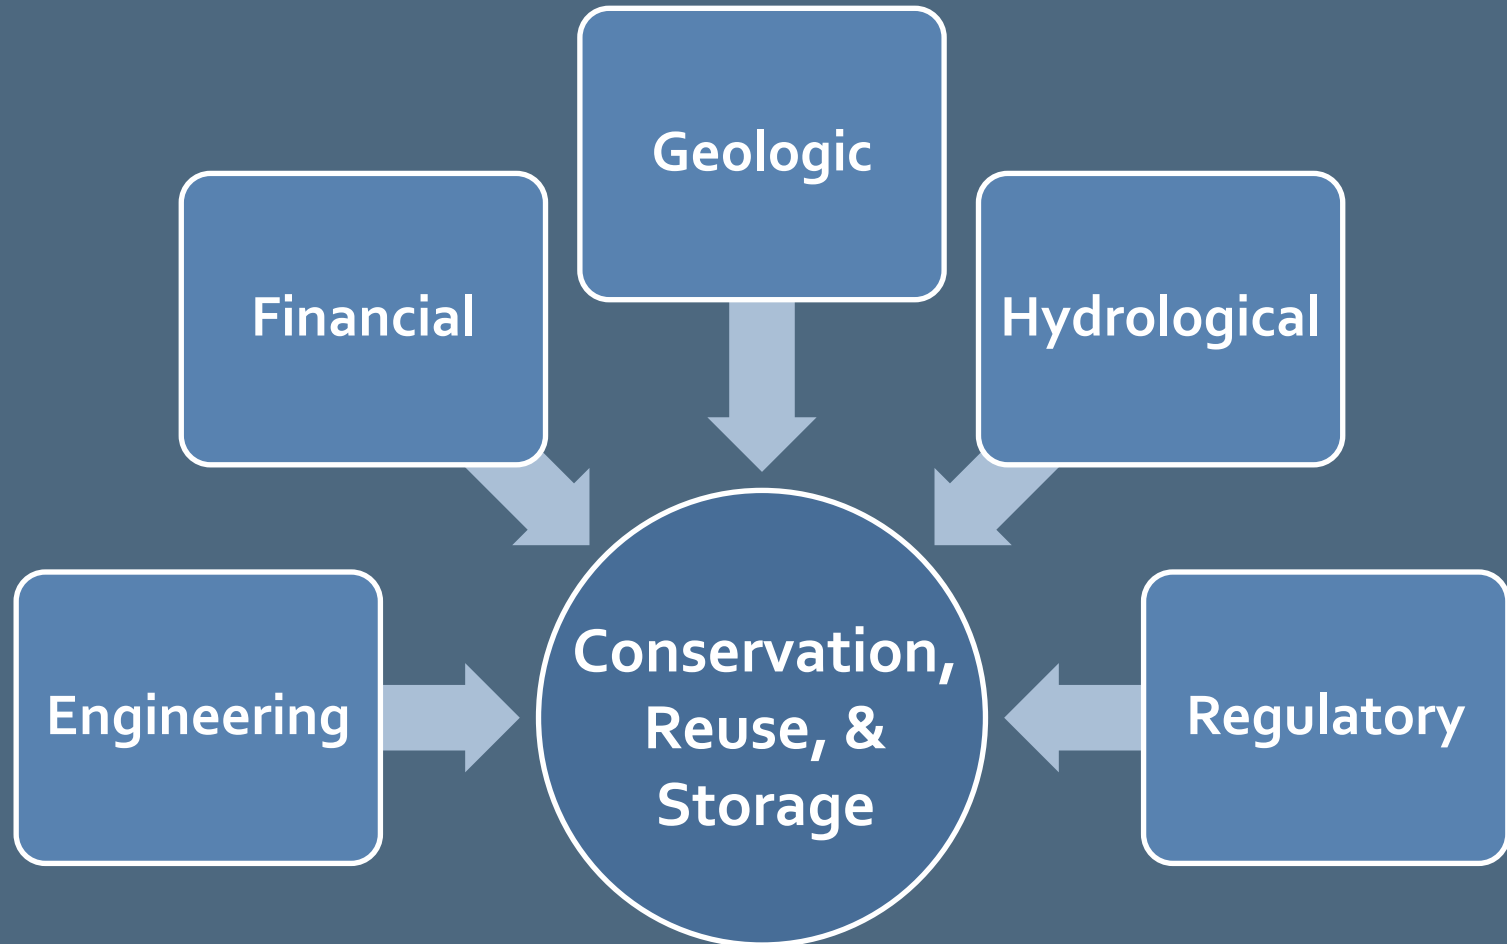 Geologic
Financial
Hydrological
Engineering
Conservation,
Reuse, &
Storage
Regulatory